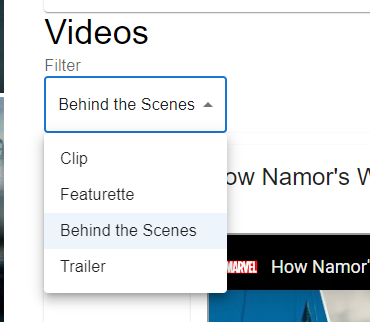 Videos
Filter
Behind the Scenes
Clip
Featurette
Behind the Scenes
Trailer
ow Namor's W
MARVEL
How Namor'